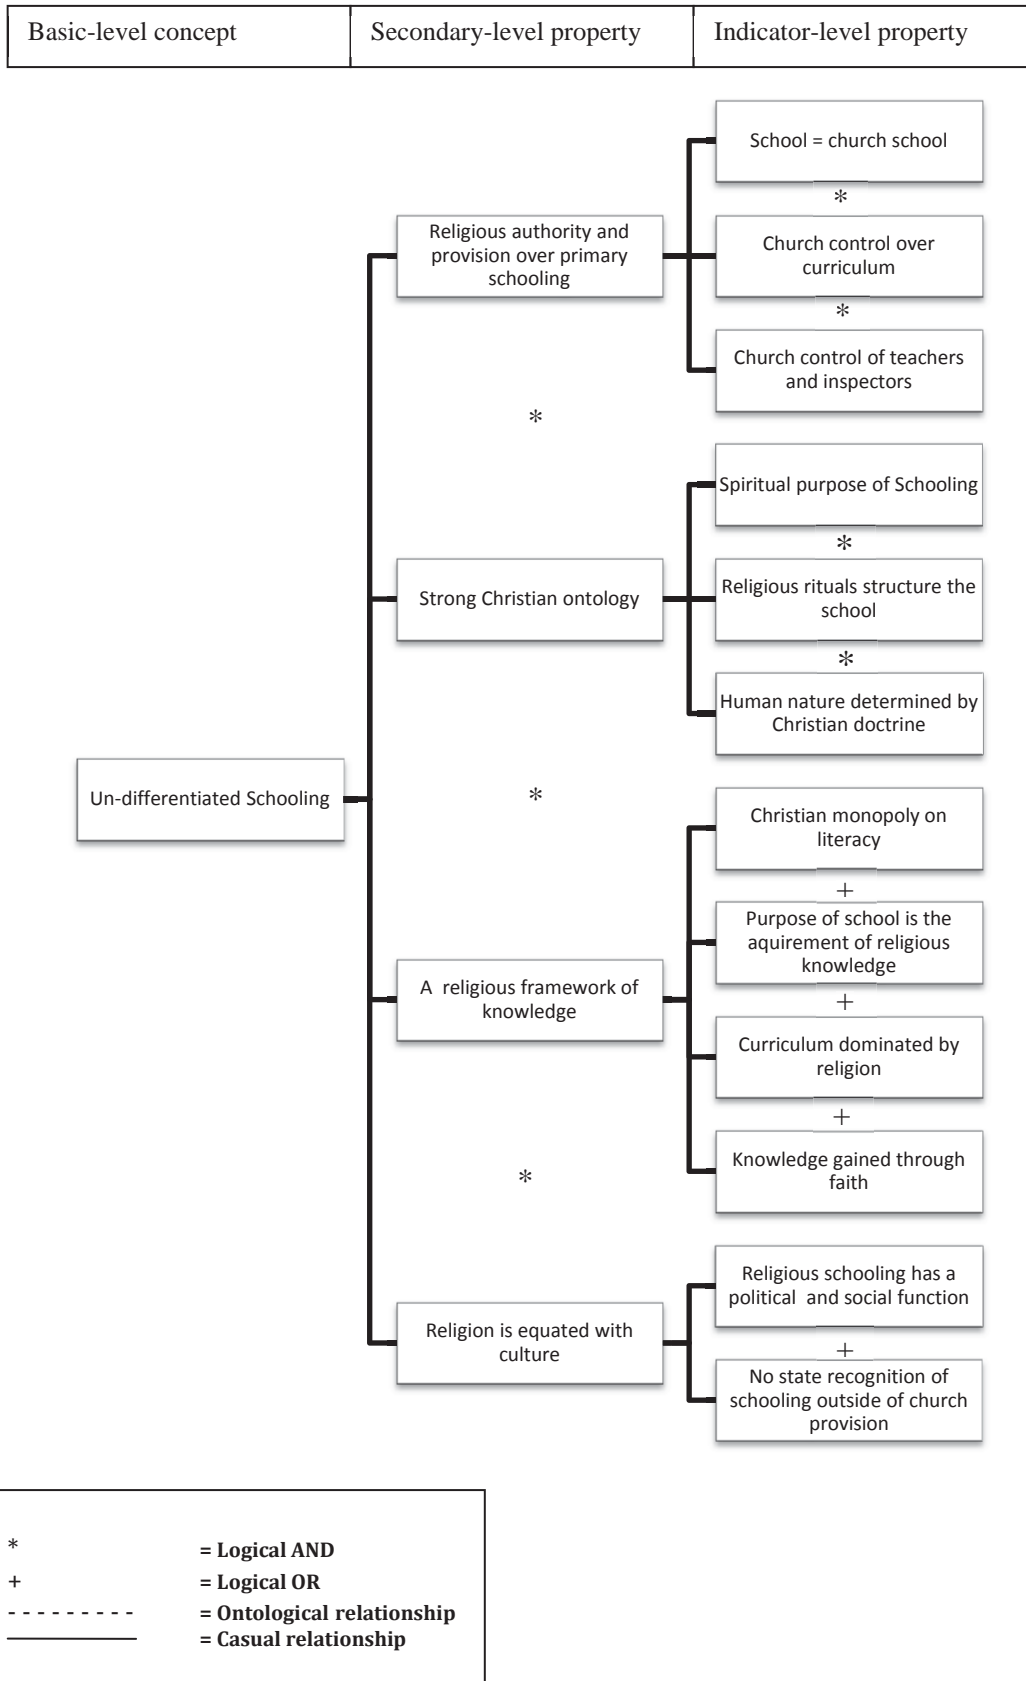 Basic-level concept
Secondary-level property
Indicator-level property
School = church school
*
Religious authority and
provision over primary
schooling
Church control over
curriculum
*
Church control of teachers
and inspectors
*
Spiritual purpose of Schooling
*
Strong Christian ontology
Religious rituals structure the
school
*
Human nature determined by
Christian doctrine
Un-differentiated Schooling
*
Christian monopoly on
literacy
+
Purpose of school is the
aquirement of religious
knowledge
A religious framework of
knowledge
+
Curriculum dominated by
religion
+
Knowledge gained through
faith
*
Religious schooling has a
political and social function
Religion is equated with
culture
+
No state recognition of
schooling outside of church
provision
* = Logical AND
+ = Logical OR
- - - - - - - - - = Ontological relationship
= Casual relationship